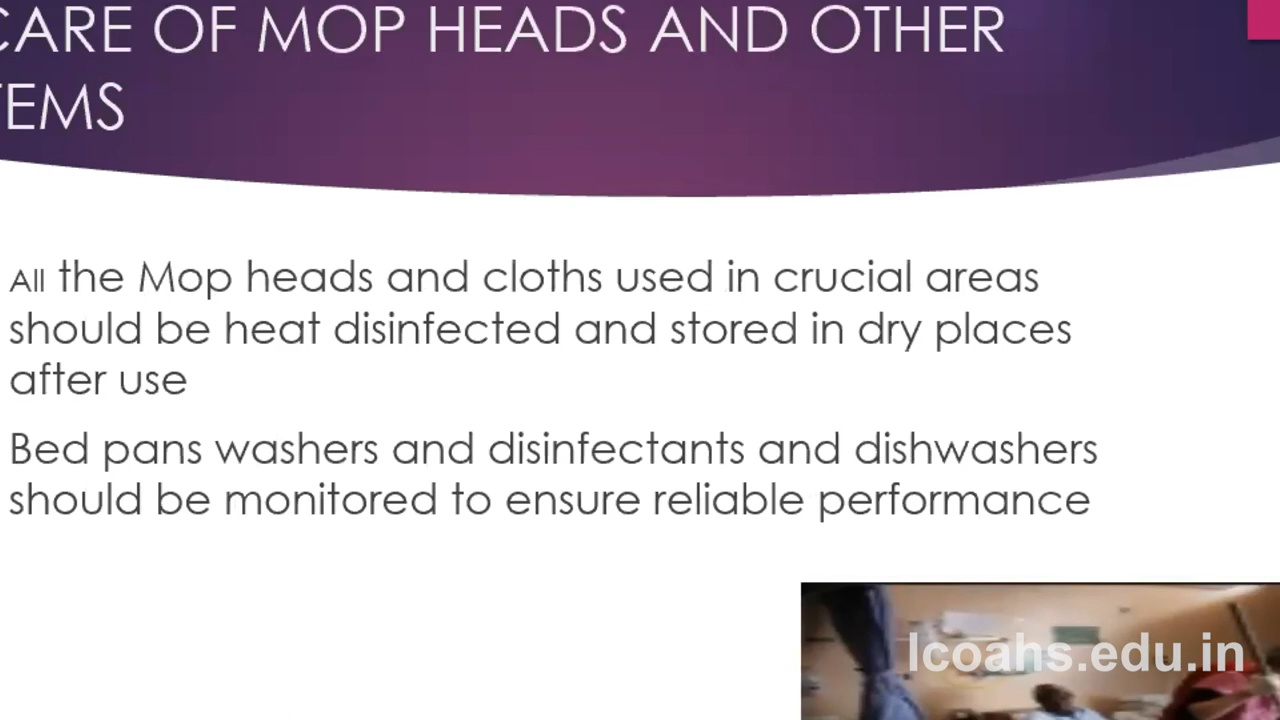 CARE OF MOP HEADS AND OTHER
TEMS
All the Mop heads and cloths used in crucial areas
should be heat disinfected and stored in dry places
after use
Bed pans washers and disinfectants and dishwashers
should be monitored to ensure reliable performance
lcoahs.edu.in